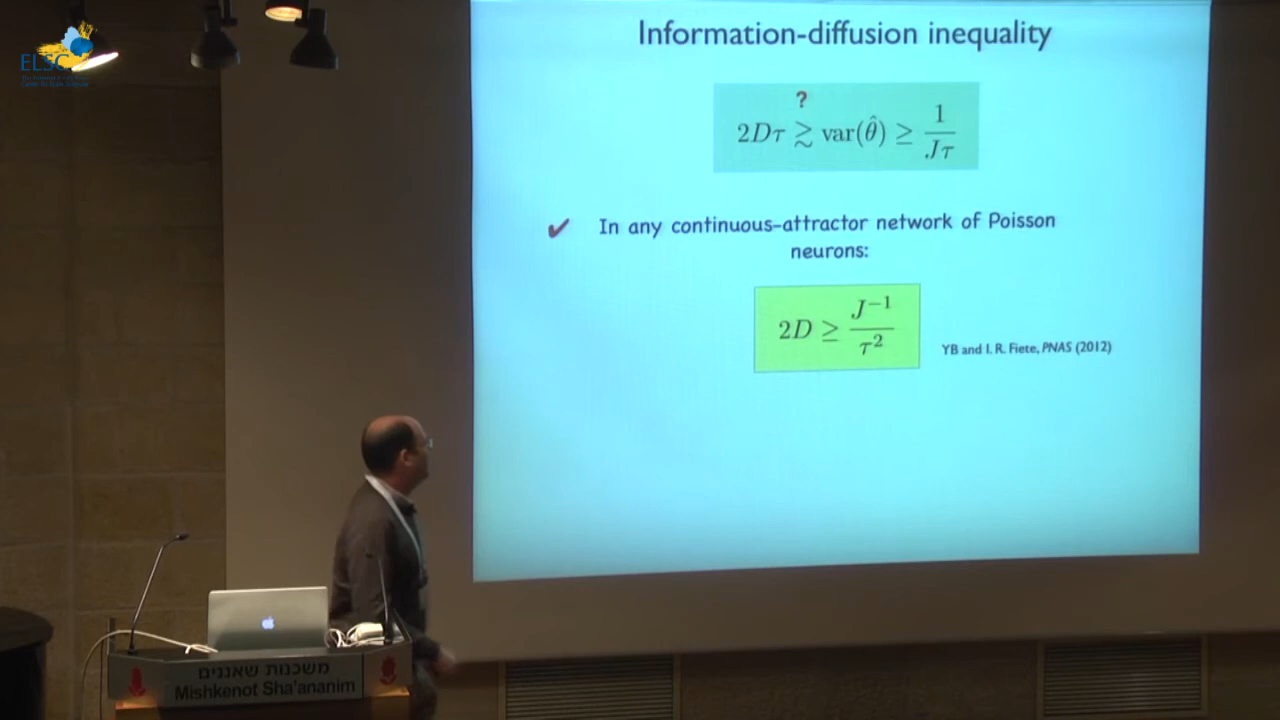 ELSC
Information-diffusion inequality
?
2Dτ ≳ var(θ̂) ≥ 1/Jτ
✔ In any continuous-attractor network of Poisson
neurons:
2D ≥ J⁻¹/τ²
YB and I. R. Fiete, PNAS (2012)
משכנות שאננים
Mishkenot Sha'ananim